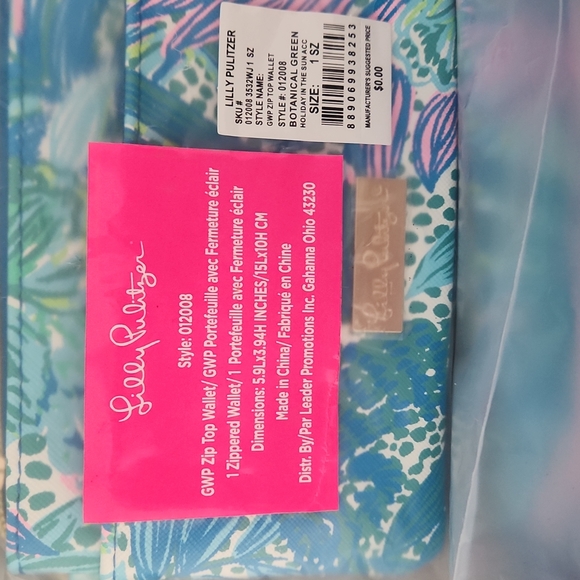 LILLY PULITZER
SKU#
012008 3532WJ 1 SZ
STYLE NAME:
GWP ZIP TOP WALLET
STYLE #: 012008
BOTANICAL GREEN
HOLIDAY IN THE SUN ACC
SIZE: 1 SZ
889069938253
MANUFACTURER'S SUGGESTED PRICE
$0.00
Lilly Pulitzer
Style: 012008
GWP Zip Top Wallet/ GWP Portefeuille avec Fermeture éclair
1 Zippered Wallet/ 1 Portefeuille avec Fermeture éclair
Dimensions: 5.9Lx3.94H INCHES/15Lx10H CM
Made in China/ Fabriqué en Chine
Distr. By/Par Leader Promotions Inc. Gahanna Ohio 43230
Lilly Pulitzer